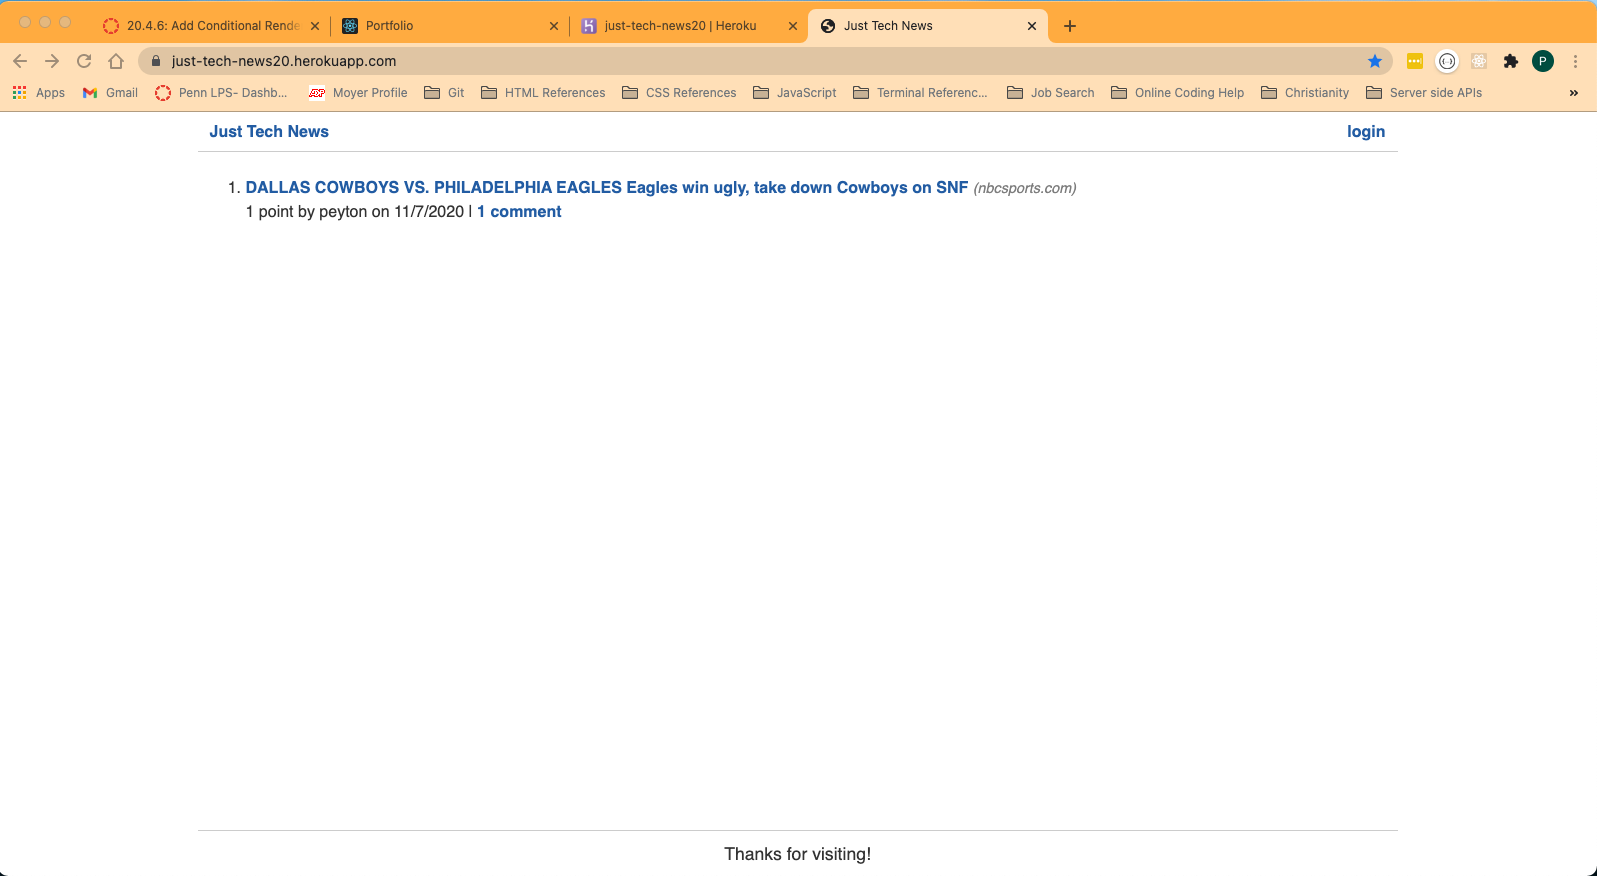 20.4.6: Add Conditional Rende
Portfolio
just-tech-news20 | Heroku
Just Tech News
just-tech-news20.herokuapp.com
P
Apps
Gmail
Penn LPS- Dashb...
ADP
Moyer Profile
Git
HTML References
CSS References
JavaScript
Terminal Referenc...
Job Search
Online Coding Help
Christianity
Server side APIs
»
Just Tech News
login
1. DALLAS COWBOYS VS. PHILADELPHIA EAGLES Eagles win ugly, take down Cowboys on SNF (nbcsports.com)
1 point by peyton on 11/7/2020 | 1 comment
Thanks for visiting!